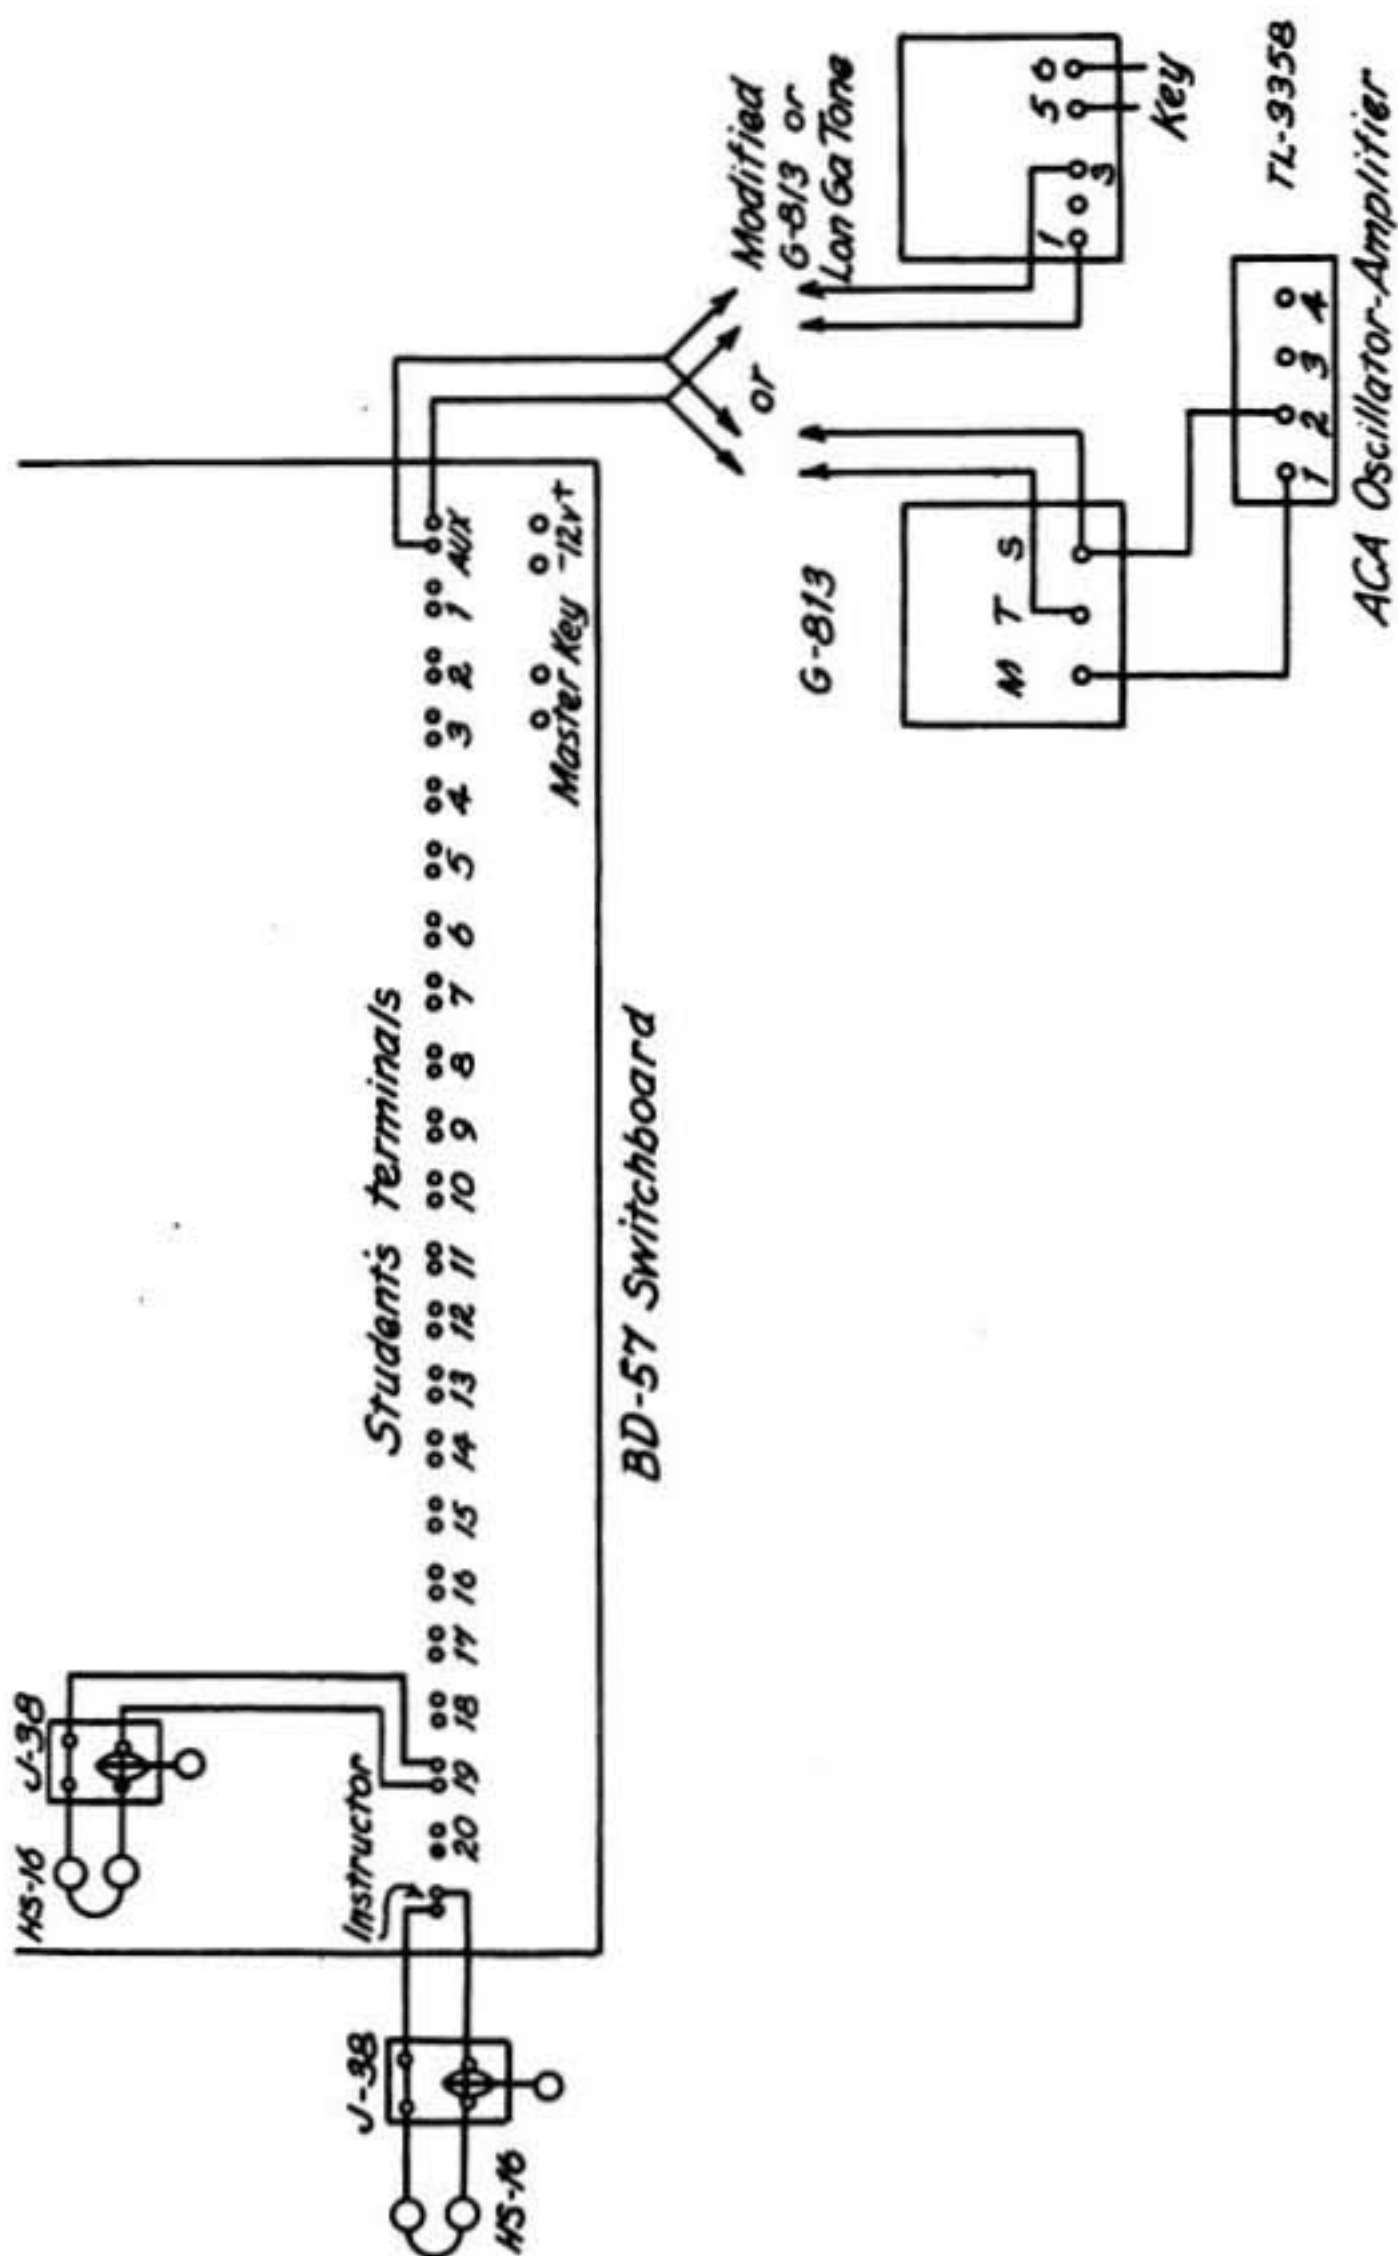 HS-16
J-38
Instructor
Students terminals
20 19 18 17 16 15 14 13 12 11 10 9 8 7 6 5 4 3 2 1 AUX
Master Key -12v+
J-38
HS-16
BD-57 Switchboard
or
Modified
G-813 or
Lon Ga Tone
G-813
M T S
1 3 5 6
Key
1 2 3 4
TL-3358
ACA Oscillator-Amplifier